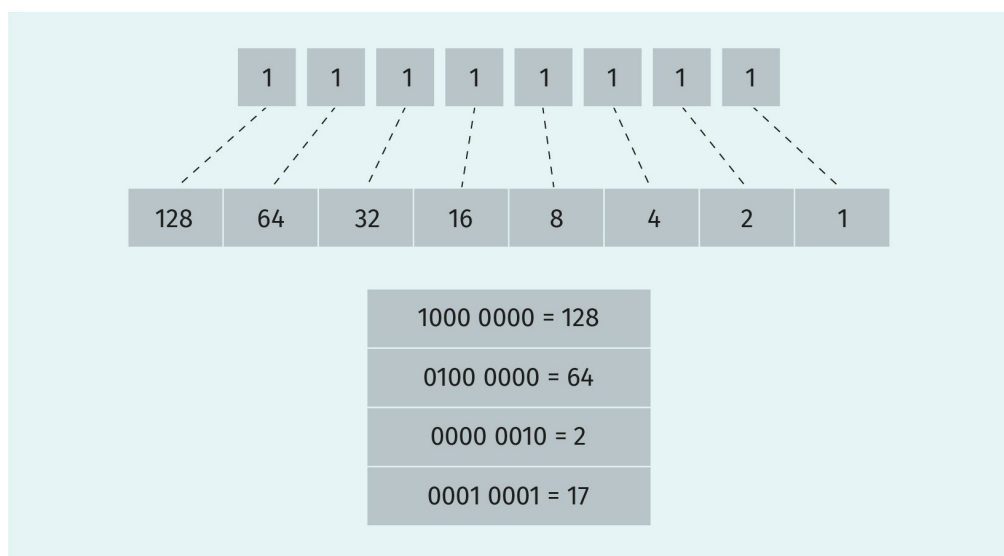 1 1 1 1 1 1 1 1
128 64 32 16 8 4 2 1
1000 0000 = 128
0100 0000 = 64
0000 0010 = 2
0001 0001 = 17